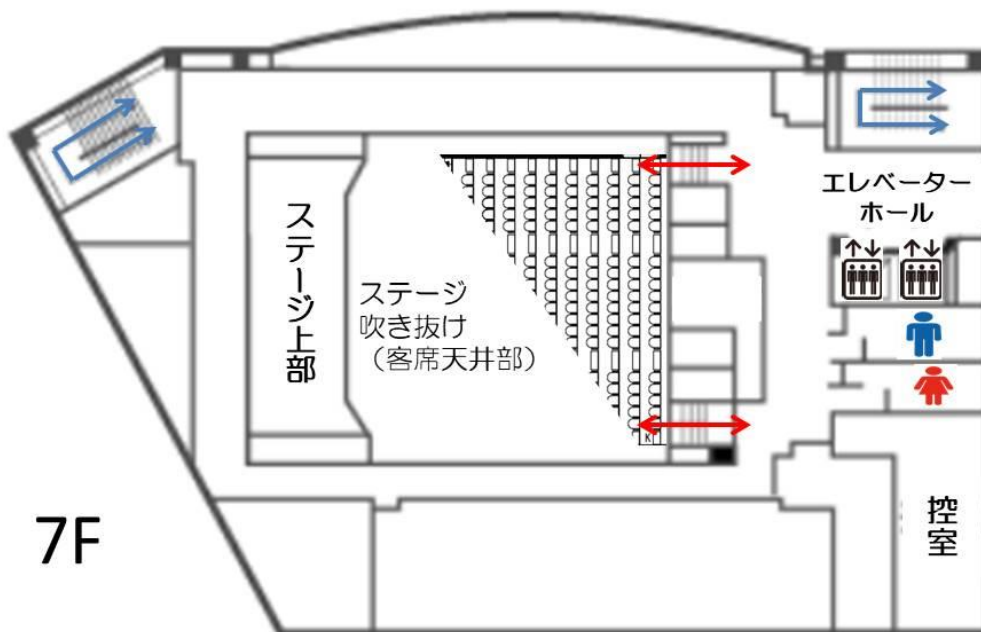 エレベーター
ホール
ステージ上部
ステージ
吹き抜け
（客席天井部）
K
控室
7F